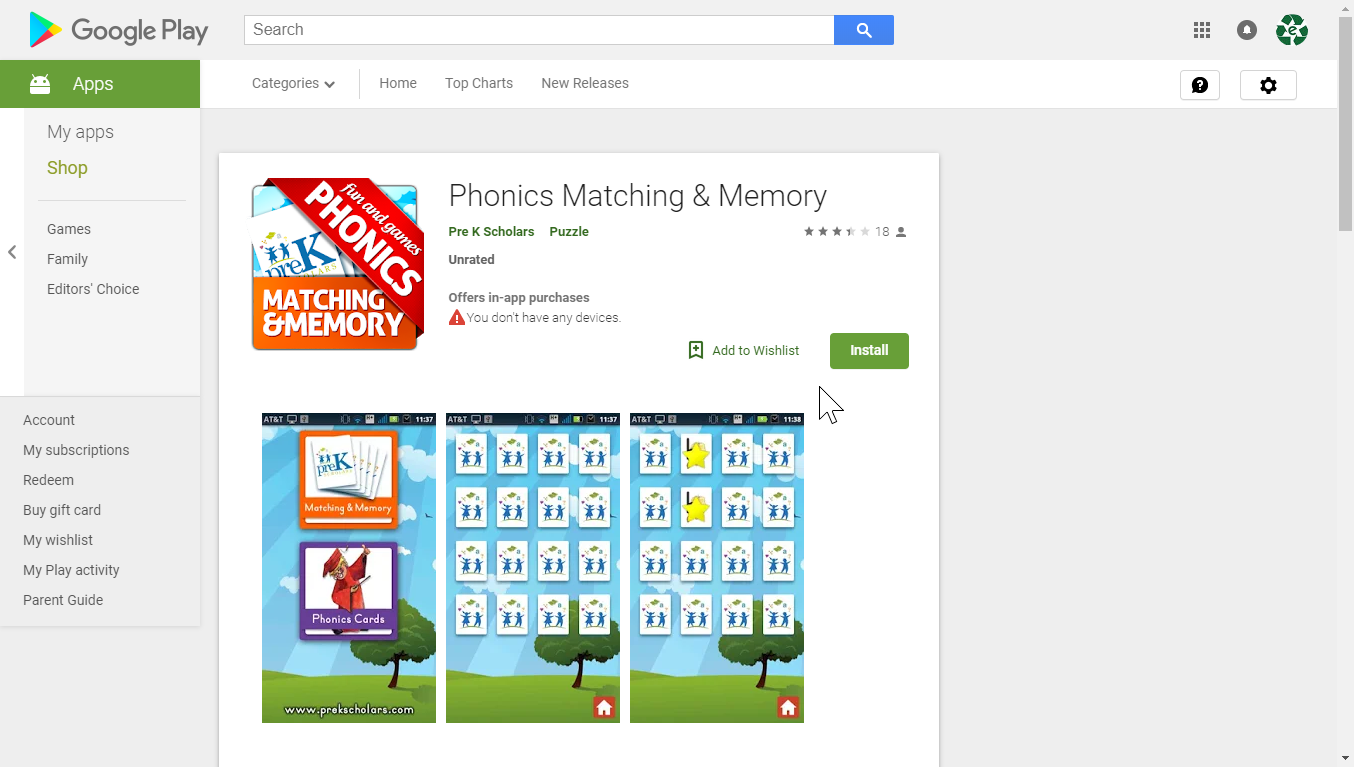 Google Play
Search
Apps
Categories
Home
Top Charts
New Releases
My apps
Shop
Games
Family
Editors' Choice
Account
My subscriptions
Redeem
Buy gift card
My wishlist
My Play activity
Parent Guide
fun and games
PHONICS
preK
SCHOLARS
MATCHING
&MEMORY
Phonics Matching & Memory
Pre K Scholars Puzzle
18
Unrated
Offers in-app purchases
You don't have any devices.
Add to Wishlist
Install
AT&T 11:37
preK
Matching & Memory
Phonics Cards
www.prekscholars.com
AT&T 11:37
AT&T 11:38
L
L